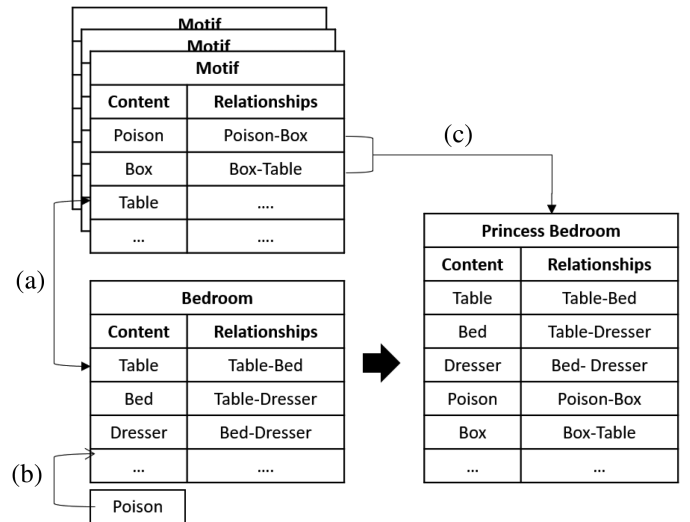 Motif
Motif
Motif
Content Relationships
Poison Poison-Box
Box Box-Table
Table ....
... ....
(c)
(a)
Bedroom
Content Relationships
Table Table-Bed
Bed Table-Dresser
Dresser Bed-Dresser
... ....
(b)
Poison
Princess Bedroom
Content Relationships
Table Table-Bed
Bed Table-Dresser
Dresser Bed- Dresser
Poison Poison-Box
Box Box-Table
... ...